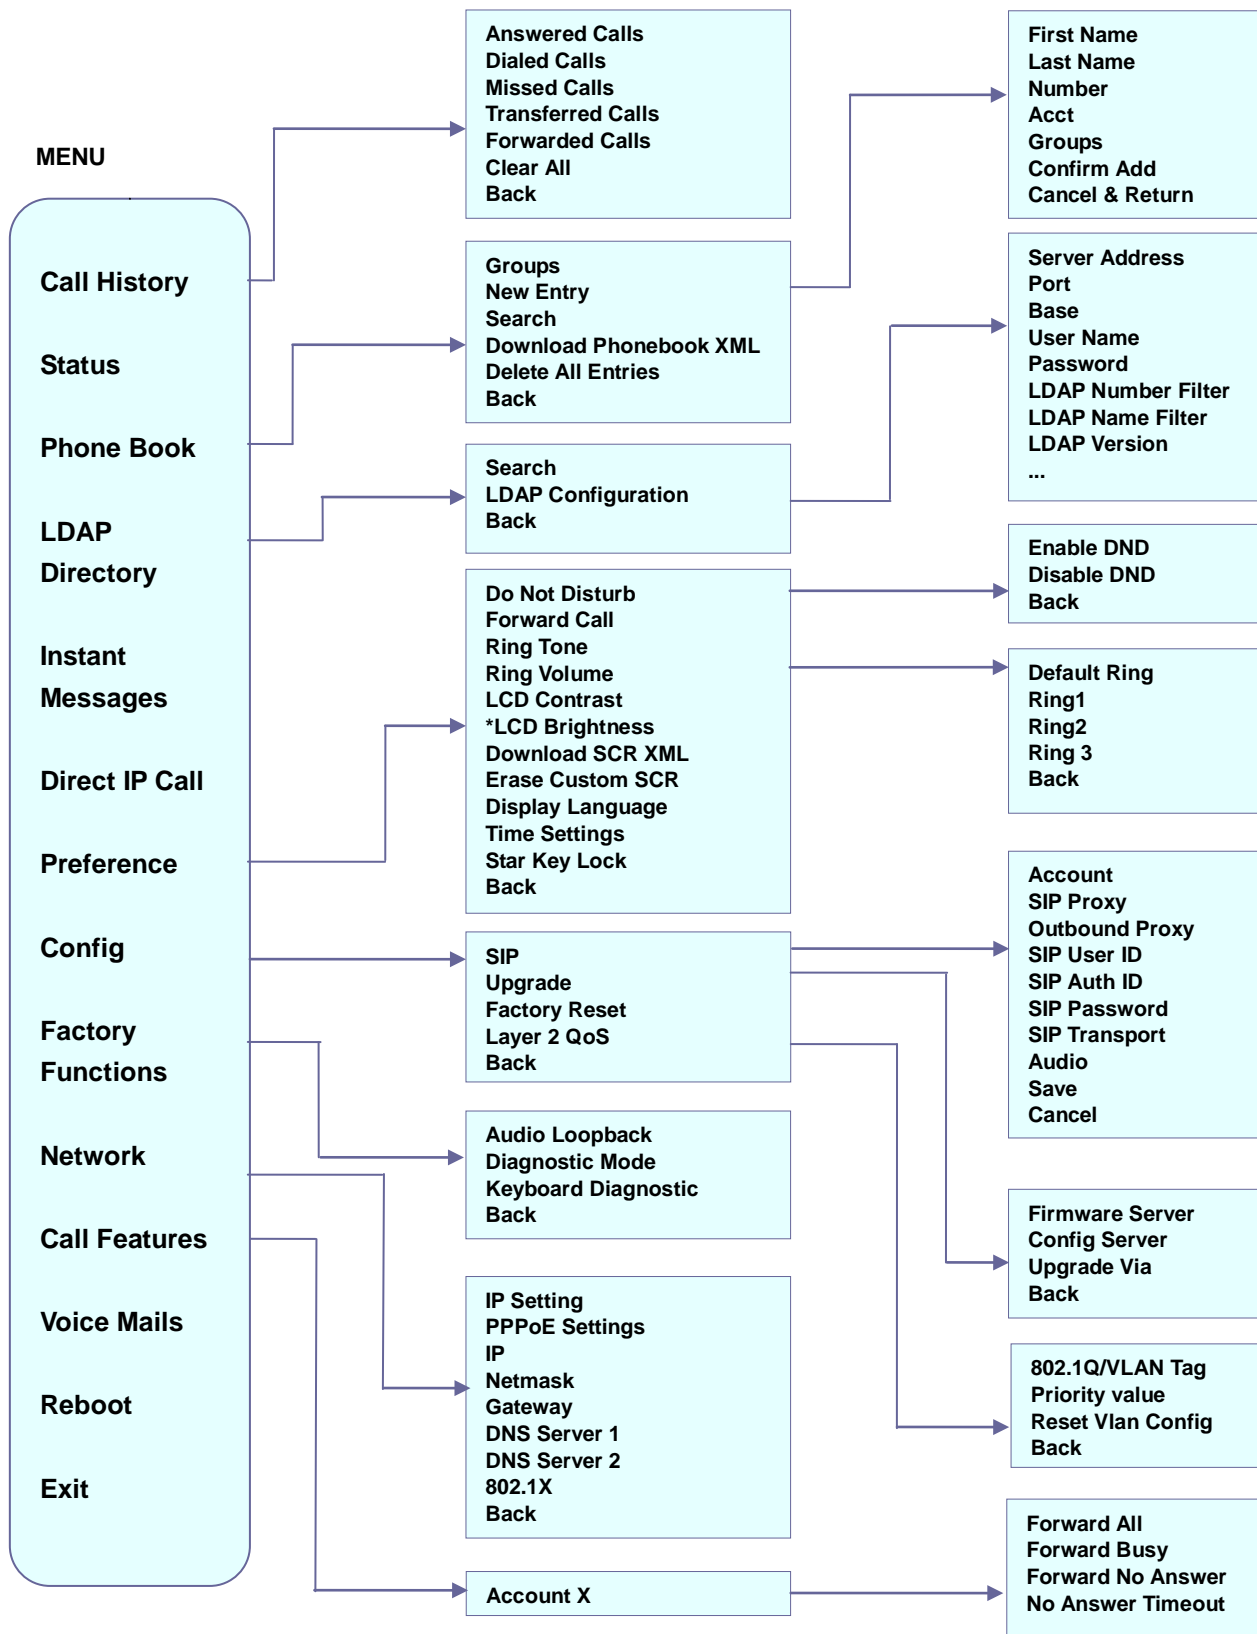 MENU
Call History
Status
Phone Book
LDAP
Directory
Instant
Messages
Direct IP Call
Preference
Config
Factory
Functions
Network
Call Features
Voice Mails
Reboot
Exit
Answered Calls
Dialed Calls
Missed Calls
Transferred Calls
Forwarded Calls
Clear All
Back
Groups
New Entry
Search
Download Phonebook XML
Delete All Entries
Back
Search
LDAP Configuration
Back
Do Not Disturb
Forward Call
Ring Tone
Ring Volume
LCD Contrast
*LCD Brightness
Download SCR XML
Erase Custom SCR
Display Language
Time Settings
Star Key Lock
Back
SIP
Upgrade
Factory Reset
Layer 2 QoS
Back
Audio Loopback
Diagnostic Mode
Keyboard Diagnostic
Back
IP Setting
PPPoE Settings
IP
Netmask
Gateway
DNS Server 1
DNS Server 2
802.1X
Back
Account X
First Name
Last Name
Number
Acct
Groups
Confirm Add
Cancel & Return
Server Address
Port
Base
User Name
Password
LDAP Number Filter
LDAP Name Filter
LDAP Version
...
Enable DND
Disable DND
Back
Default Ring
Ring1
Ring2
Ring 3
Back
Account
SIP Proxy
Outbound Proxy
SIP User ID
SIP Auth ID
SIP Password
SIP Transport
Audio
Save
Cancel
Firmware Server
Config Server
Upgrade Via
Back
802.1Q/VLAN Tag
Priority value
Reset Vlan Config
Back
Forward All
Forward Busy
Forward No Answer
No Answer Timeout